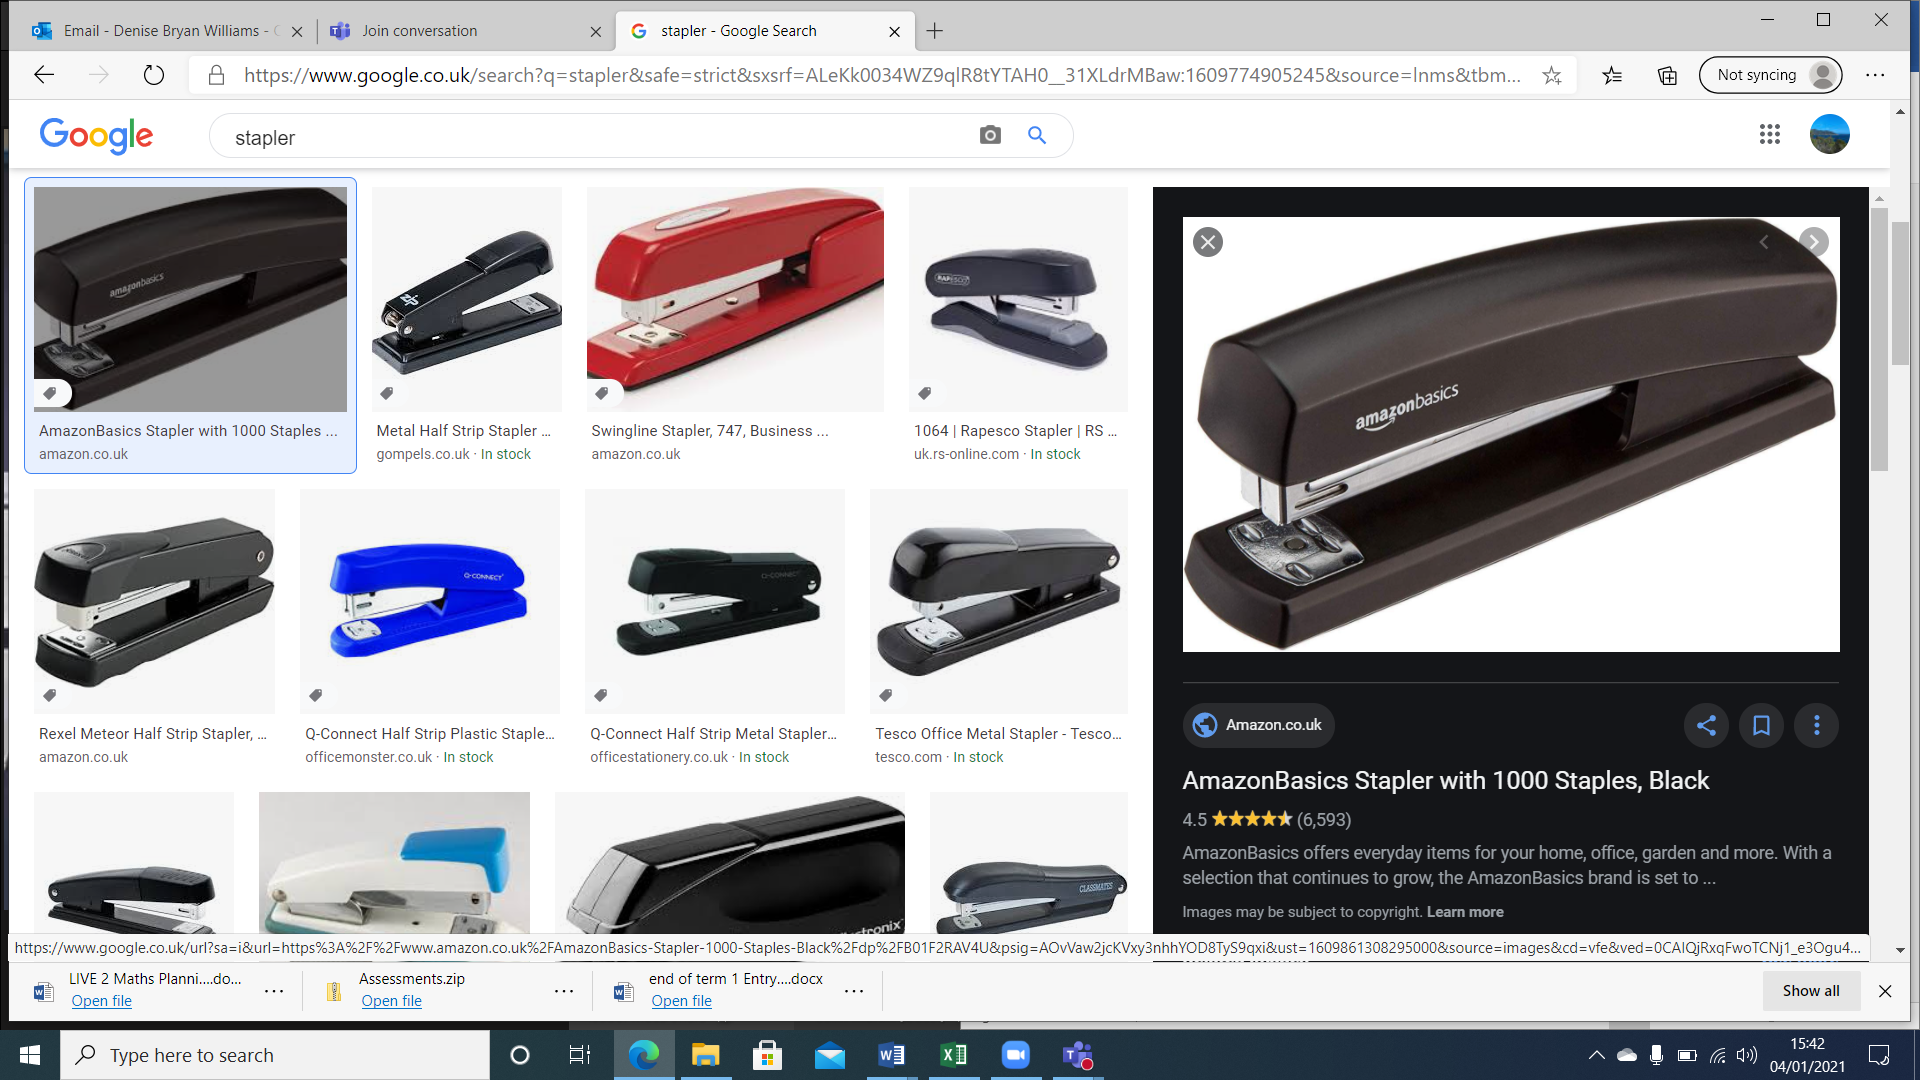 Email - Denise Bryan Williams - O
Join conversation
stapler - Google Search
https://www.google.co.uk/search?q=stapler&safe=strict&sxsrf=ALeKk0034WZ9qlR8tYTAH0__31XLdrMBaw:1609774905245&source=lnms&tbm...
Not syncing
Google
stapler
amazonbasics
zip
RAPESCO
amazonbasics
AmazonBasics Stapler with 1000 Staples ...
amazon.co.uk
Metal Half Strip Stapler ...
gompels.co.uk · In stock
Swingline Stapler, 747, Business ...
amazon.co.uk
1064 | Rapesco Stapler | RS ...
uk.rs-online.com · In stock
Q-CONNECT
Q-CONNECT
Rexel Meteor Half Strip Stapler, ...
amazon.co.uk
Q-Connect Half Strip Plastic Staple...
officemonster.co.uk · In stock
Q-Connect Half Strip Metal Stapler...
officestationery.co.uk · In stock
Tesco Office Metal Stapler - Tesco...
tesco.com · In stock
Amazon.co.uk
AmazonBasics Stapler with 1000 Staples, Black
4.5 (6,593)
AmazonBasics offers everyday items for your home, office, garden and more. With a
selection that continues to grow, the AmazonBasics brand is set to ...
Images may be subject to copyright. Learn more
CLASSMATES
https://www.google.co.uk/url?sa=i&url=https%3A%2F%2Fwww.amazon.co.uk%2FAmazonBasics-Stapler-1000-Staples-Black%2Fdp%2FB01F2RAV4U&psig=AOvVaw2jcKVxy3nhhYOD8TyS9qxi&ust=1609861308295000&source=images&cd=vfe&ved=0CAIQjRxqFwoTCNj1_e3Ogu4...
LIVE 2 Maths Planni....do...
Open file
Assessments.zip
Open file
end of term 1 Entry....docx
Open file
Show all
Type here to search
15:42
04/01/2021